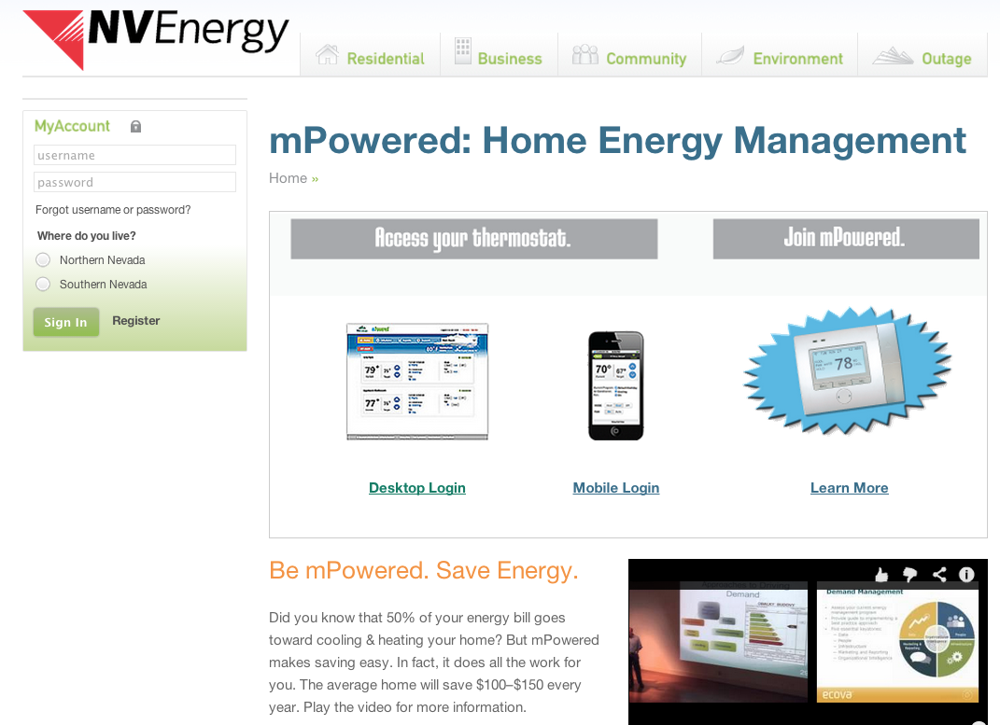 NVEnergy
Residential
Business
Community
Environment
Outage
MyAccount
username
password
Forgot username or password?
Where do you live?
Northern Nevada
Southern Nevada
Sign In
Register
mPowered: Home Energy Management
Home »
Access your thermostat.
Join mPowered.
79°
77°
70°
67°
78°
Desktop Login
Mobile Login
Learn More
Be mPowered. Save Energy.
Did you know that 50% of your energy bill goes
toward cooling & heating your home? But mPowered
makes saving easy. In fact, it does all the work for
you. The average home will save $100–$150 every
year. Play the video for more information.
Approaches to Driving
Demand
Demand Management
ecova